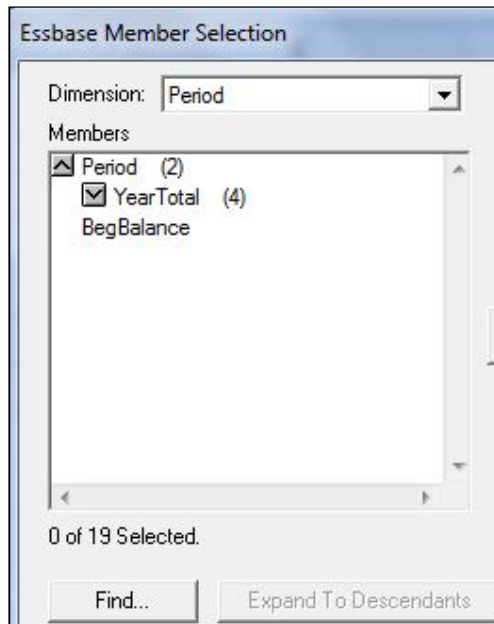 Essbase Member Selection
Dimension: Period
Members
Period (2)
YearTotal (4)
BegBalance
0 of 19 Selected.
Find... Expand To Descendants